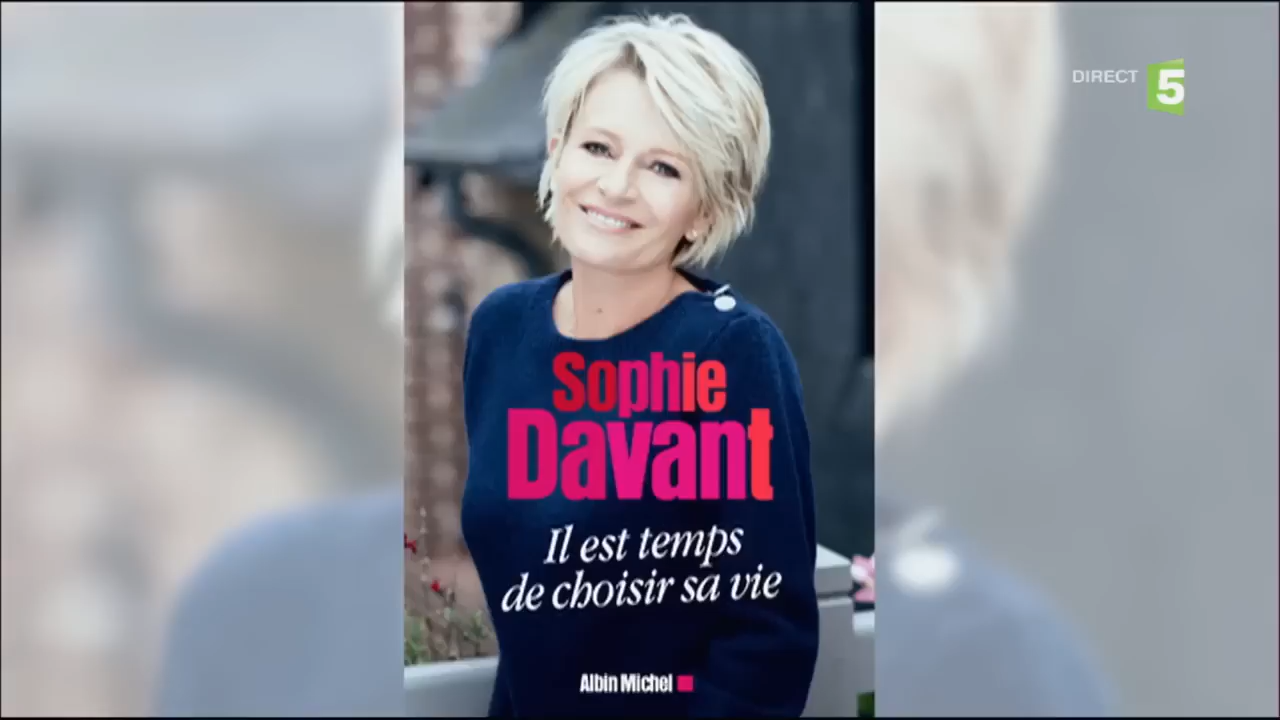 DIRECT 5
Sophie
Davant
Il est temps
de choisir sa vie
Albin Michel